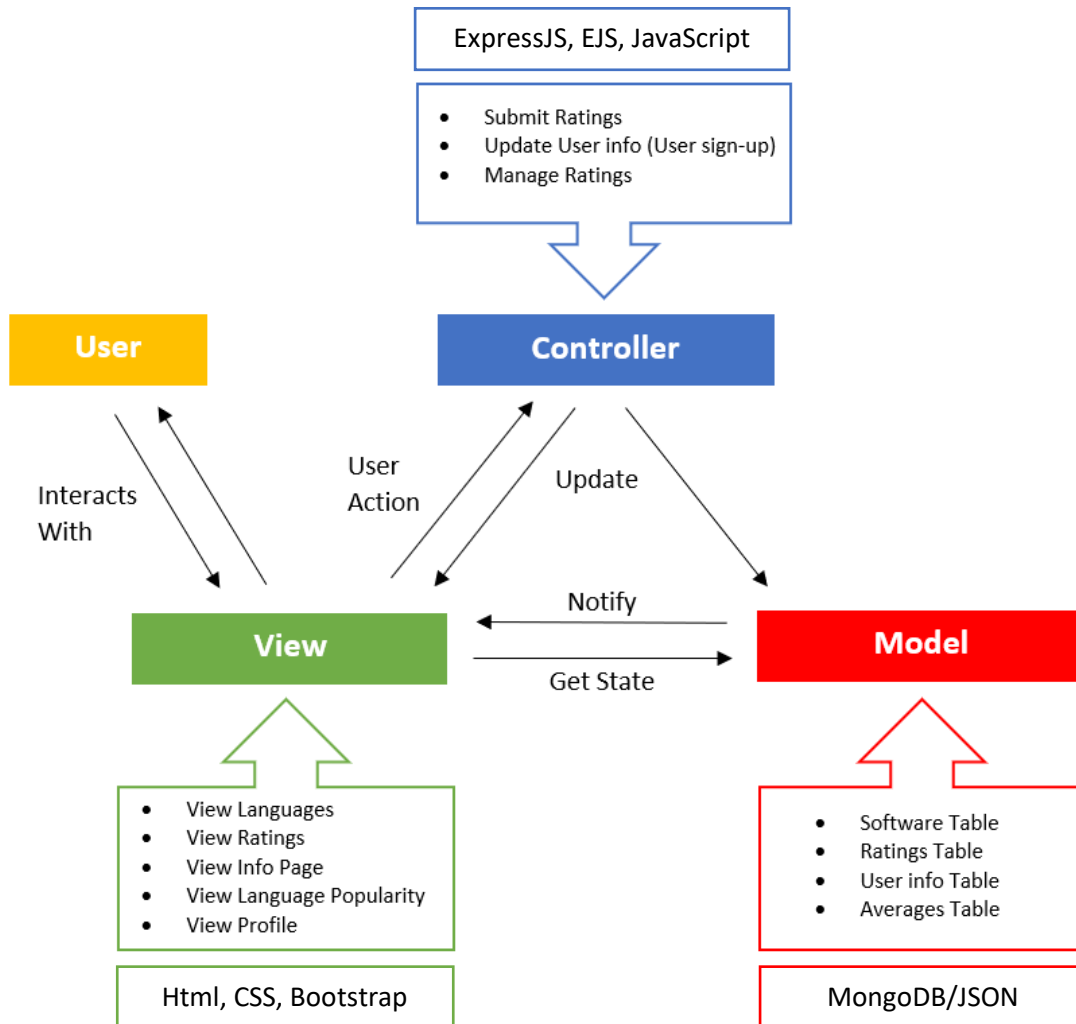 ExpressJS, EJS, JavaScript
• Submit Ratings
• Update User info (User sign-up)
• Manage Ratings
User
Controller
Interacts
With
User
Action
Update
Notify
Get State
View
Model
• View Languages
• View Ratings
• View Info Page
• View Language Popularity
• View Profile
Html, CSS, Bootstrap
• Software Table
• Ratings Table
• User info Table
• Averages Table
MongoDB/JSON